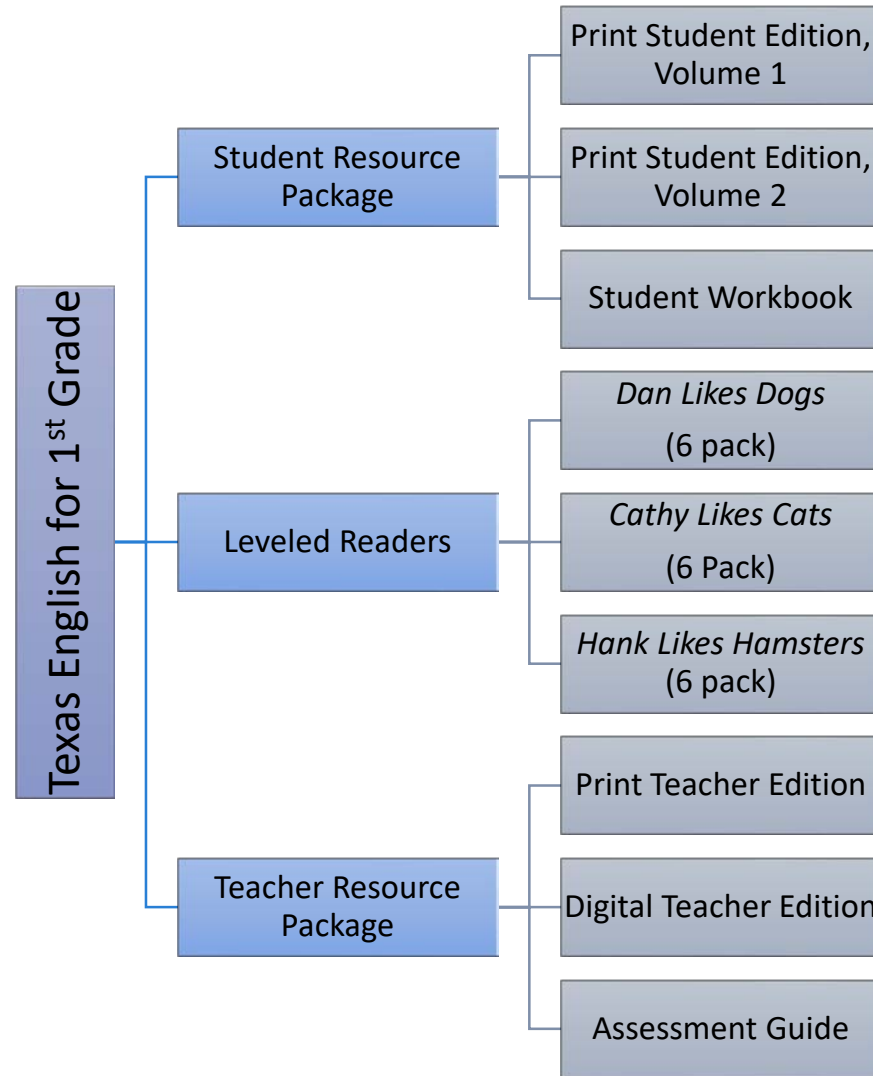 Texas English for 1st Grade
Student Resource
Package
Print Student Edition,
Volume 1
Print Student Edition,
Volume 2
Student Workbook
Leveled Readers
Dan Likes Dogs
(6 pack)
Cathy Likes Cats
(6 Pack)
Hank Likes Hamsters
(6 pack)
Teacher Resource
Package
Print Teacher Edition
Digital Teacher Edition
Assessment Guide